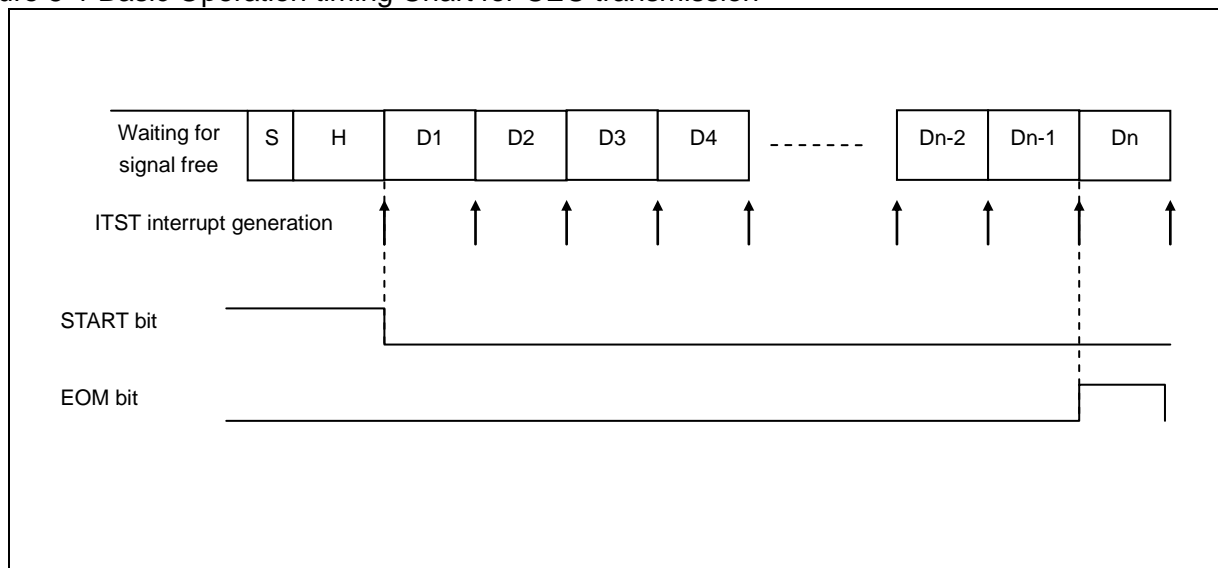 Waiting for
signal free
S
H
D1
D2
D3
D4
Dn-2
Dn-1
Dn
ITST interrupt generation
START bit
EOM bit